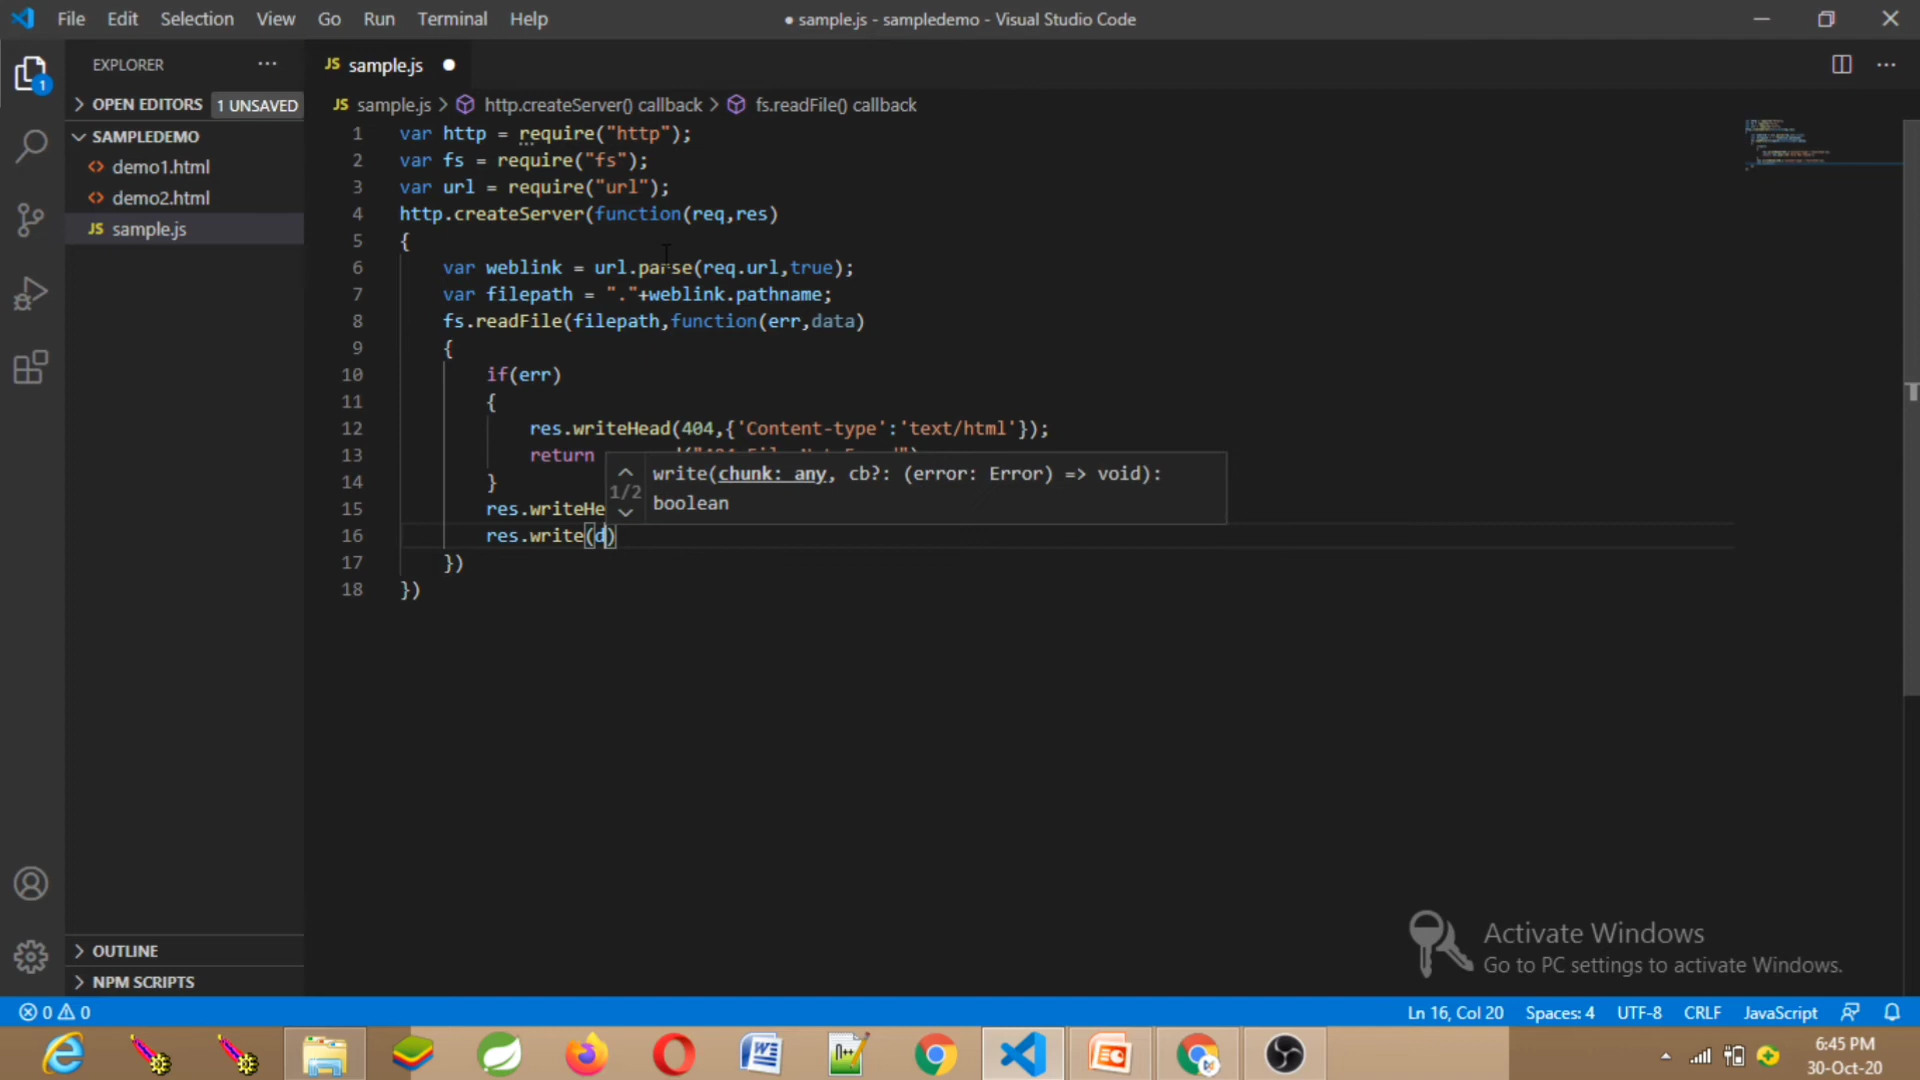 File Edit Selection View Go Run Terminal Help
● sample.js - sampledemo - Visual Studio Code
EXPLORER
OPEN EDITORS 1 UNSAVED
SAMPLEDEMO
demo1.html
demo2.html
JS sample.js
OUTLINE
NPM SCRIPTS
1
JS sample.js
JS sample.js > http.createServer() callback > fs.readFile() callback
1 var http = require("http");
2 var fs = require("fs");
3 var url = require("url");
4 http.createServer(function(req,res)
5 {
6 var weblink = url.parse(req.url,true);
7 var filepath = "."+weblink.pathname;
8 fs.readFile(filepath,function(err,data)
9 {
10 if(err)
11 {
12 res.writeHead(404,{'Content-type':'text/html'});
13 return
14 }
15 res.writeHe
16 res.write(d)
17 })
18 })
1/2
write(chunk: any, cb?: (error: Error) => void):
boolean
Activate Windows
Go to PC settings to activate Windows.
0 0
Ln 16, Col 20 Spaces: 4 UTF-8 CRLF JavaScript
6:45 PM
30-Oct-20